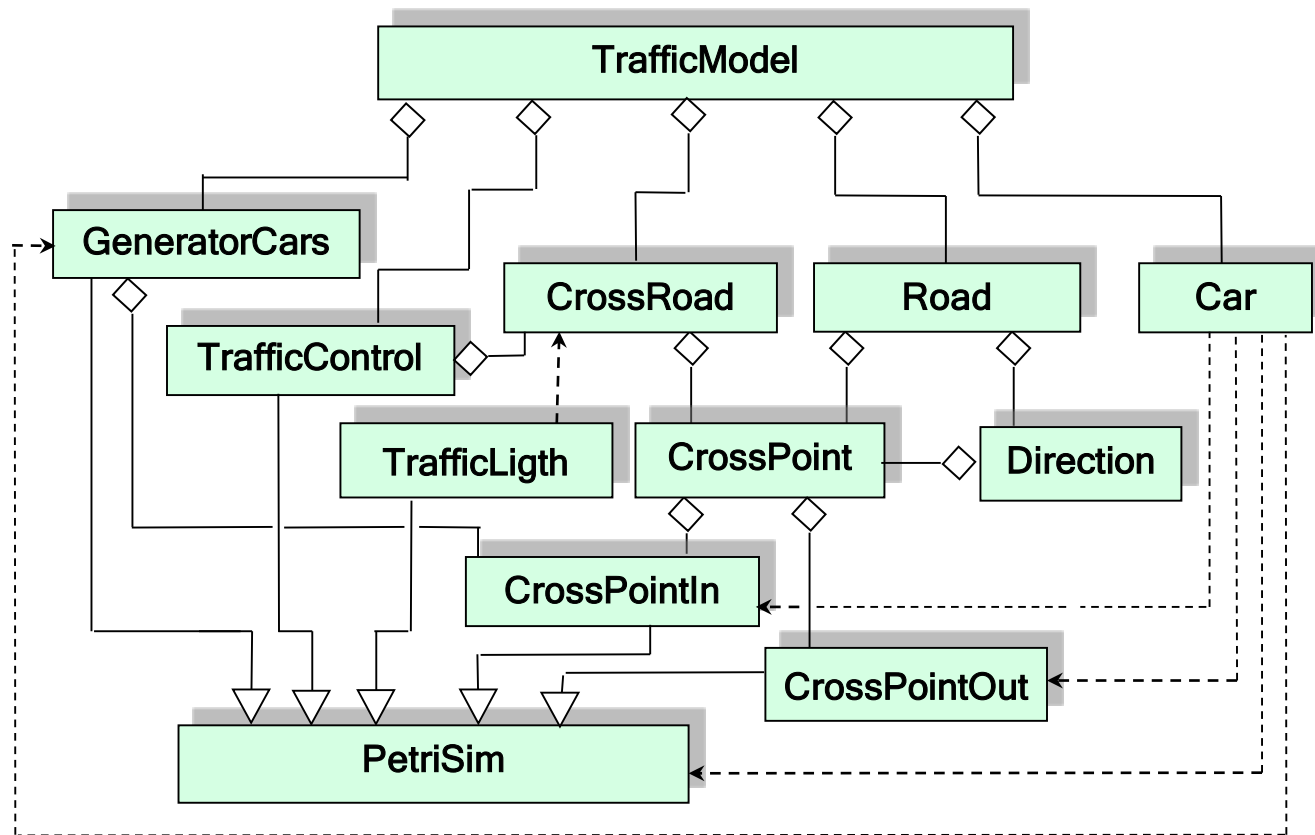 TrafficModel
GeneratorCars
CrossRoad
Road
Car
TrafficControl
TrafficLigth
CrossPoint
Direction
CrossPointIn
CrossPointOut
PetriSim